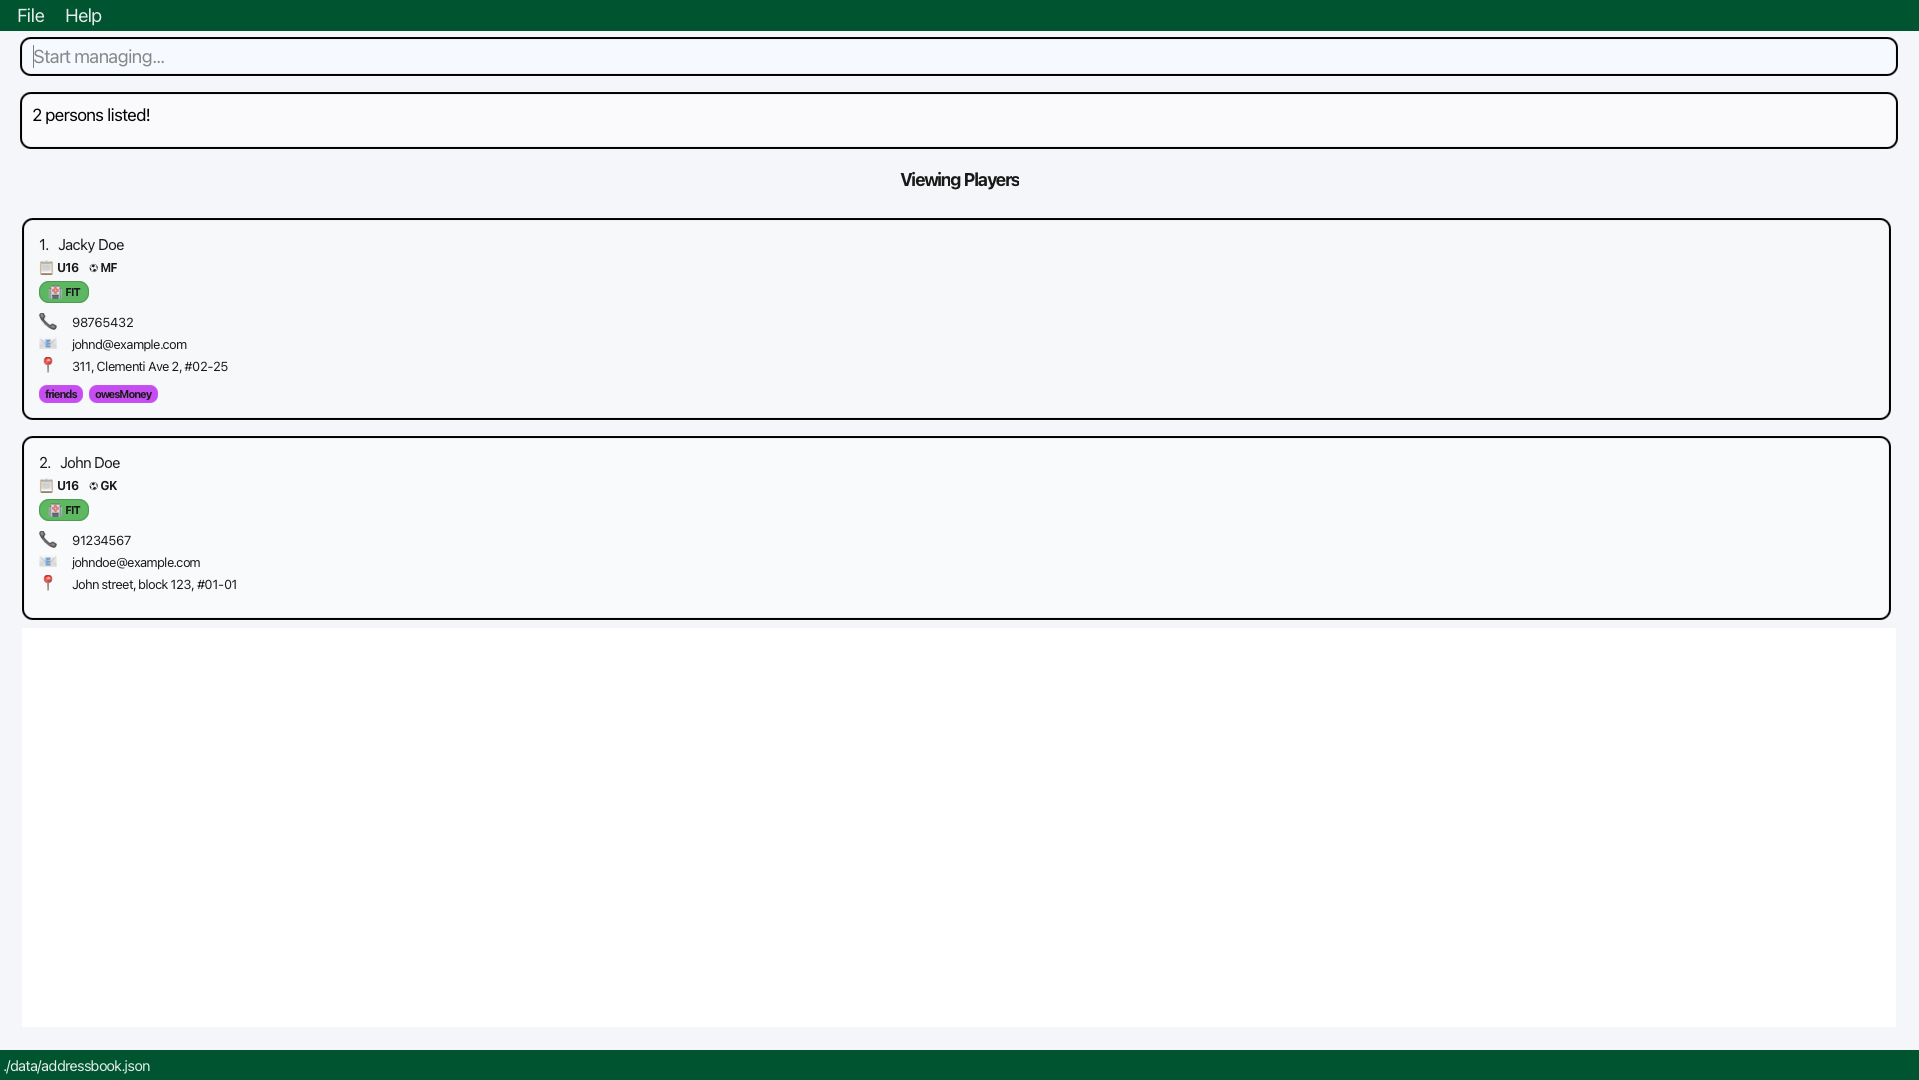 File Help
Start managing...
2 persons listed!
Viewing Players
1. Jacky Doe
U16 MF
FIT
98765432
johnd@example.com
311, Clementi Ave 2, #02-25
friends owesMoney
2. John Doe
U16 GK
FIT
91234567
johndoe@example.com
John street, block 123, #01-01
./data/addressbook.json